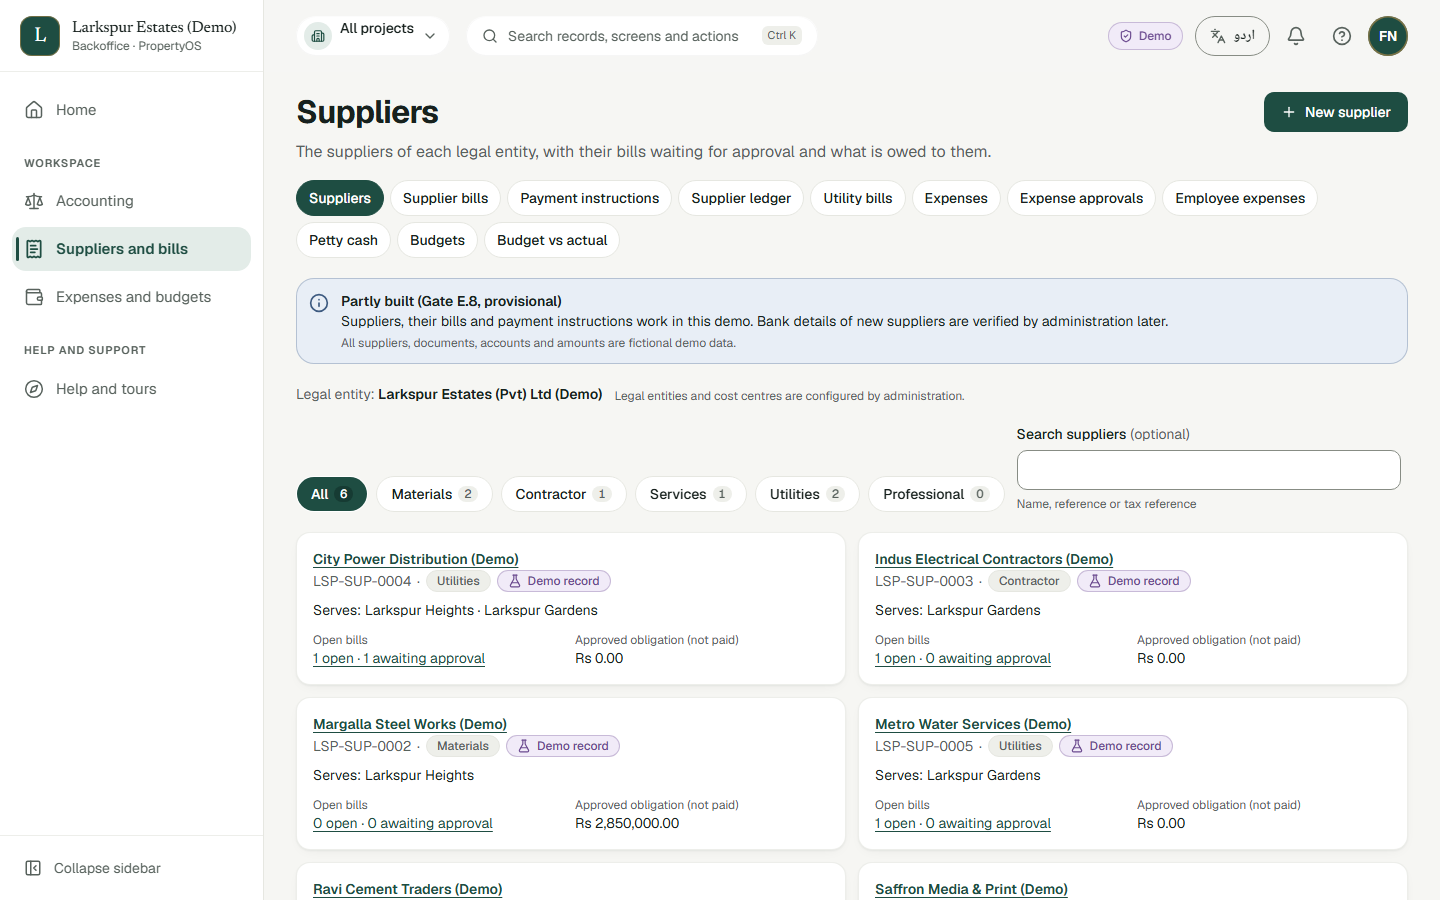 L
Larkspur Estates (Demo)
Backoffice · PropertyOS
All projects
Search records, screens and actions
Ctrl K
Demo
اردو
FN
Home
WORKSPACE
Accounting
Suppliers and bills
Expenses and budgets
HELP AND SUPPORT
Help and tours
Collapse sidebar
Suppliers
New supplier
The suppliers of each legal entity, with their bills waiting for approval and what is owed to them.
Suppliers Supplier bills Payment instructions Supplier ledger Utility bills Expenses Expense approvals Employee expenses
Petty cash Budgets Budget vs actual
Partly built (Gate E.8, provisional)
Suppliers, their bills and payment instructions work in this demo. Bank details of new suppliers are verified by administration later.
All suppliers, documents, accounts and amounts are fictional demo data.
Legal entity: Larkspur Estates (Pvt) Ltd (Demo) Legal entities and cost centres are configured by administration.
Search suppliers (optional)
All 6 Materials 2 Contractor 1 Services 1 Utilities 2 Professional 0
Name, reference or tax reference
City Power Distribution (Demo)
LSP-SUP-0004 · Utilities Demo record
Serves: Larkspur Heights · Larkspur Gardens
Open bills Approved obligation (not paid)
1 open · 1 awaiting approval Rs 0.00
Indus Electrical Contractors (Demo)
LSP-SUP-0003 · Contractor Demo record
Serves: Larkspur Gardens
Open bills Approved obligation (not paid)
1 open · 0 awaiting approval Rs 0.00
Margalla Steel Works (Demo)
LSP-SUP-0002 · Materials Demo record
Serves: Larkspur Heights
Open bills Approved obligation (not paid)
0 open · 0 awaiting approval Rs 2,850,000.00
Metro Water Services (Demo)
LSP-SUP-0005 · Utilities Demo record
Serves: Larkspur Gardens
Open bills Approved obligation (not paid)
1 open · 0 awaiting approval Rs 0.00
Ravi Cement Traders (Demo)
Saffron Media & Print (Demo)